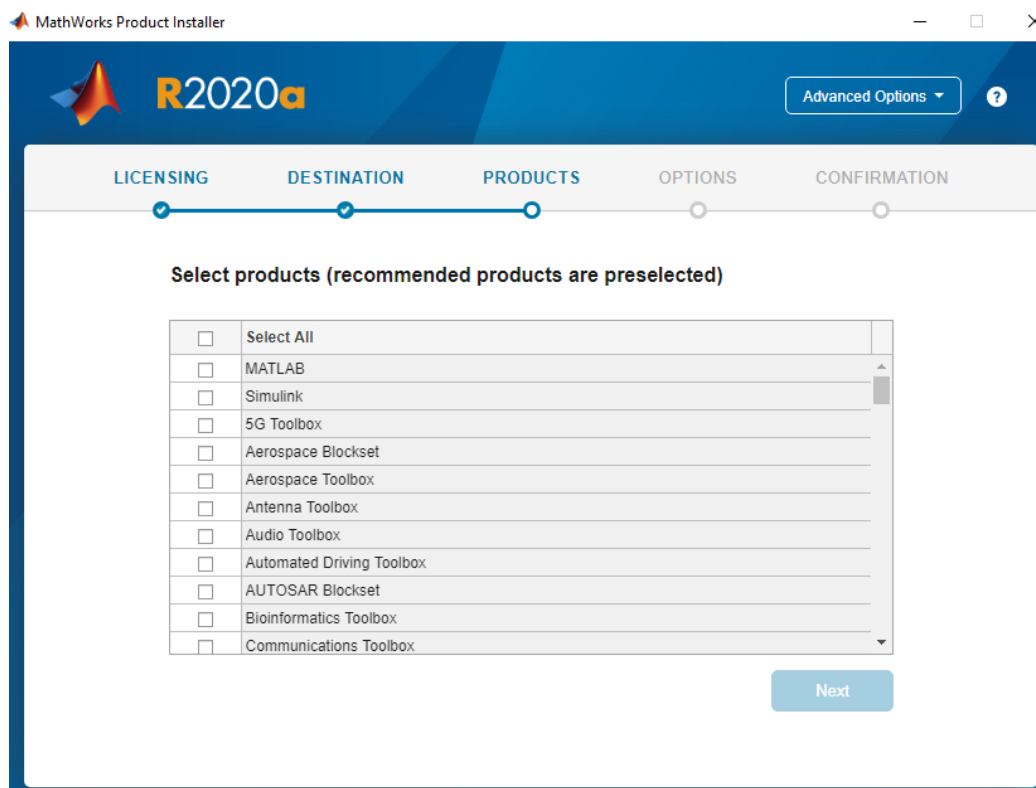 MathWorks Product Installer
R2020a
Advanced Options
?
LICENSING DESTINATION PRODUCTS OPTIONS CONFIRMATION
Select products (recommended products are preselected)
Select All
MATLAB
Simulink
5G Toolbox
Aerospace Blockset
Aerospace Toolbox
Antenna Toolbox
Audio Toolbox
Automated Driving Toolbox
AUTOSAR Blockset
Bioinformatics Toolbox
Communications Toolbox
Next